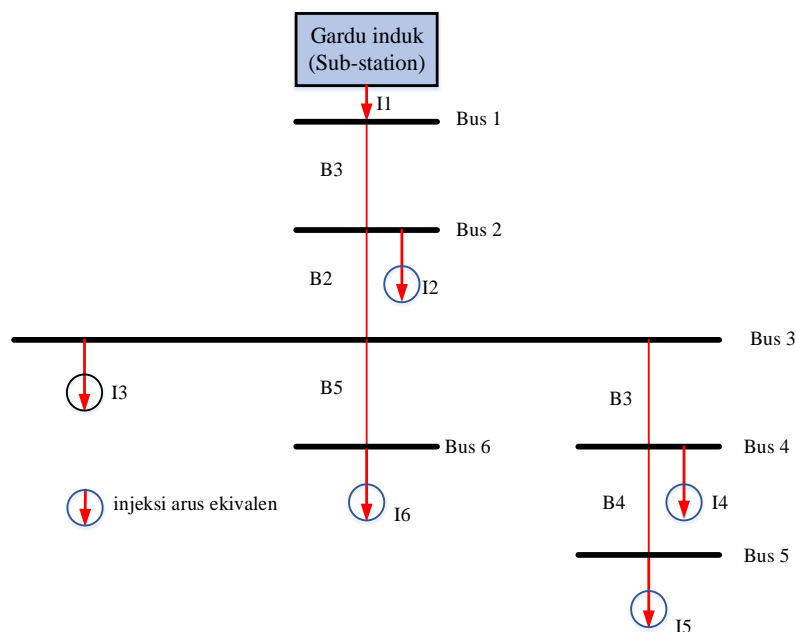 Gardu induk
(Sub-station)
I1
Bus 1
B3
Bus 2
B2
I2
Bus 3
I3
B5
B3
Bus 6
Bus 4
injeksi arus ekivalen
I6
B4
I4
Bus 5
I5